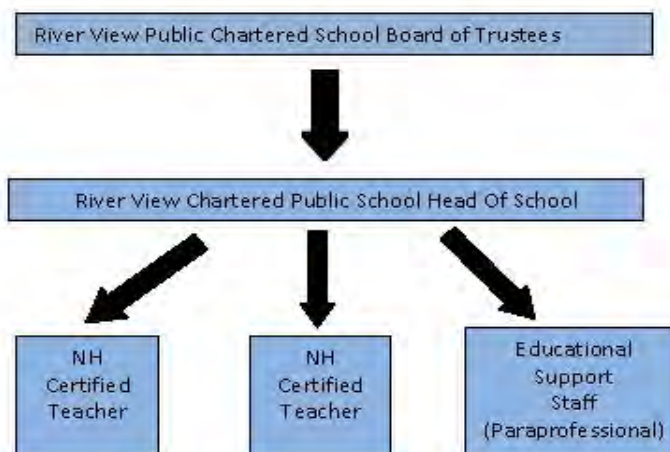 River View Public Chartered School Board of Trustees
River View Chartered Public School Head Of School
NH
Certified
Teacher
NH
Certified
Teacher
Educational
Support
Staff
(Paraprofessional)